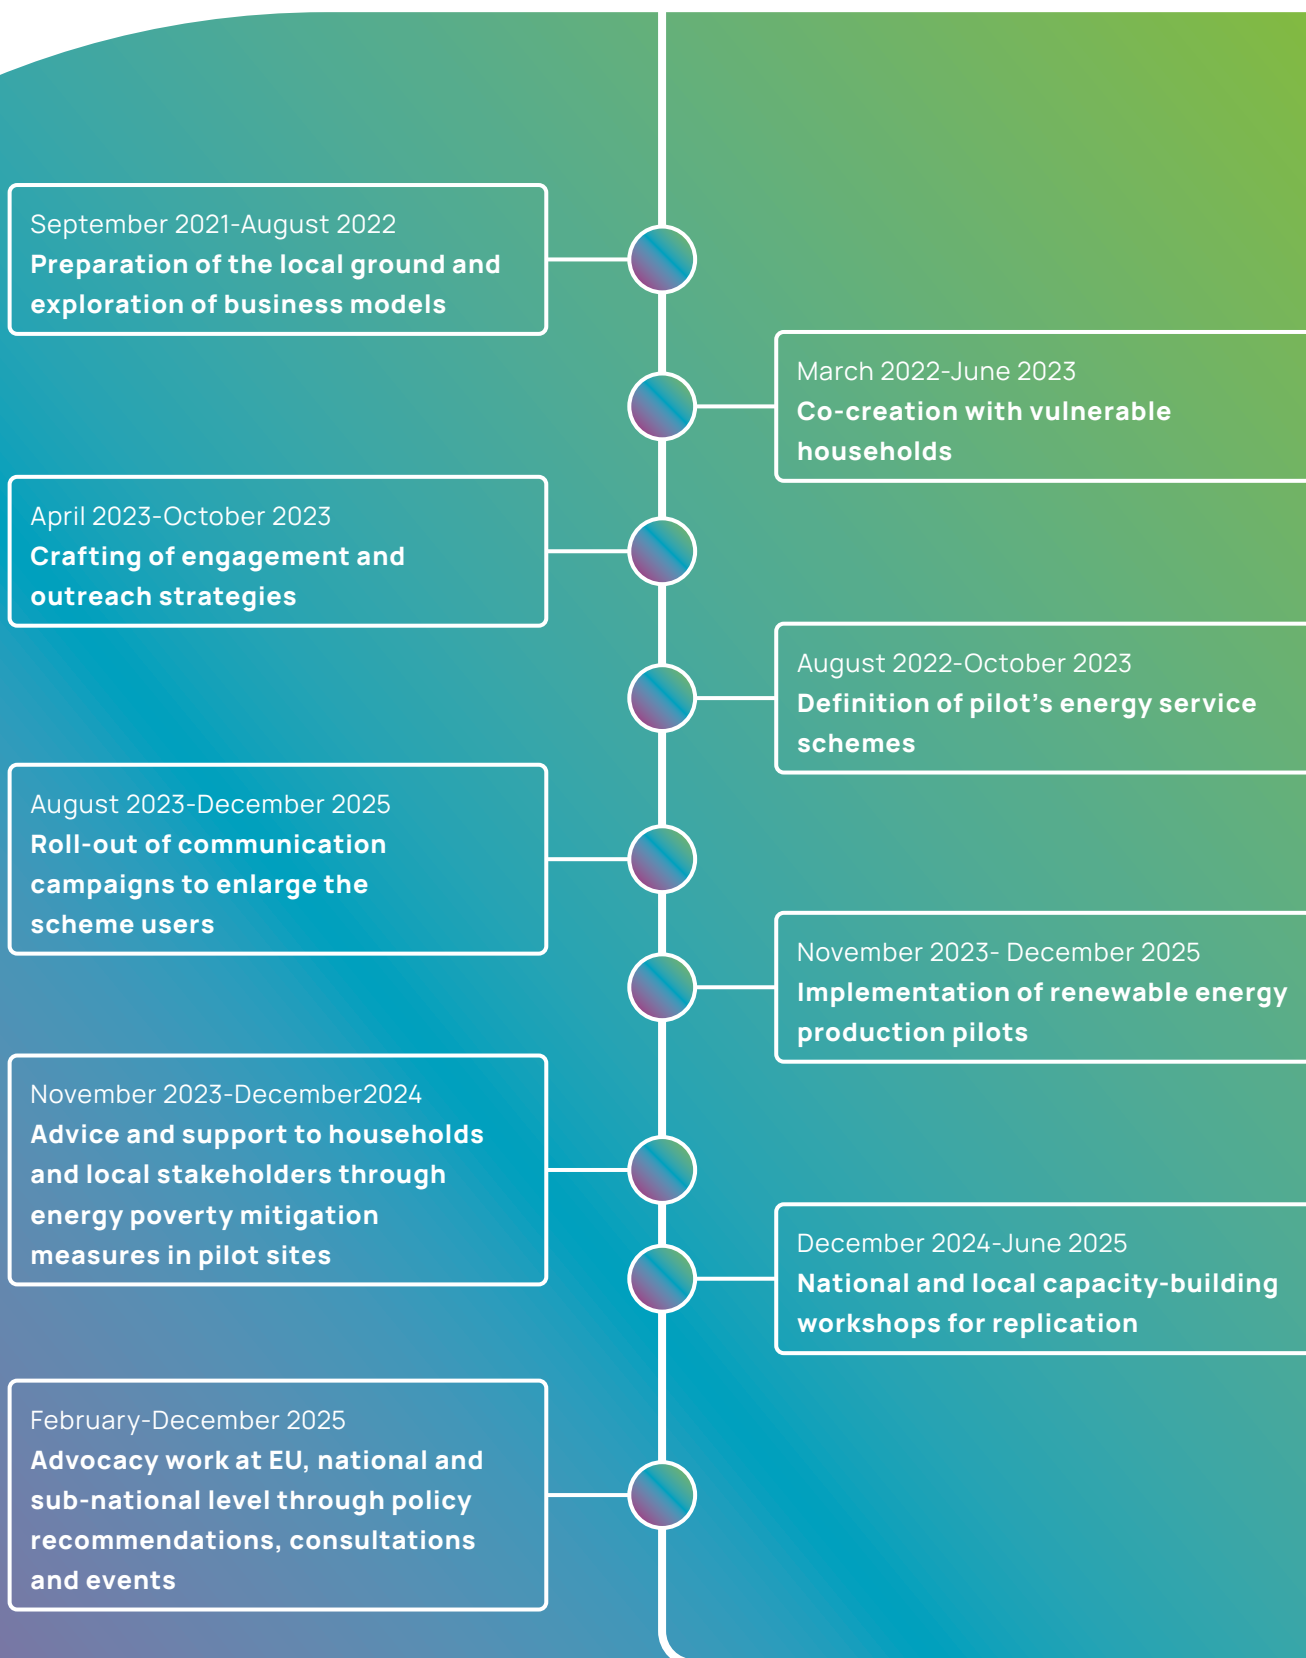 September 2021-August 2022
Preparation of the local ground and
exploration of business models
March 2022-June 2023
Co-creation with vulnerable
households
April 2023-October 2023
Crafting of engagement and
outreach strategies
August 2022-October 2023
Definition of pilot's energy service
schemes
August 2023-December 2025
Roll-out of communication
campaigns to enlarge the
scheme users
November 2023- December 2025
Implementation of renewable energy
production pilots
November 2023-December2024
Advice and support to households
and local stakeholders through
energy poverty mitigation
measures in pilot sites
December 2024-June 2025
National and local capacity-building
workshops for replication
February-December 2025
Advocacy work at EU, national and
sub-national level through policy
recommendations, consultations
and events